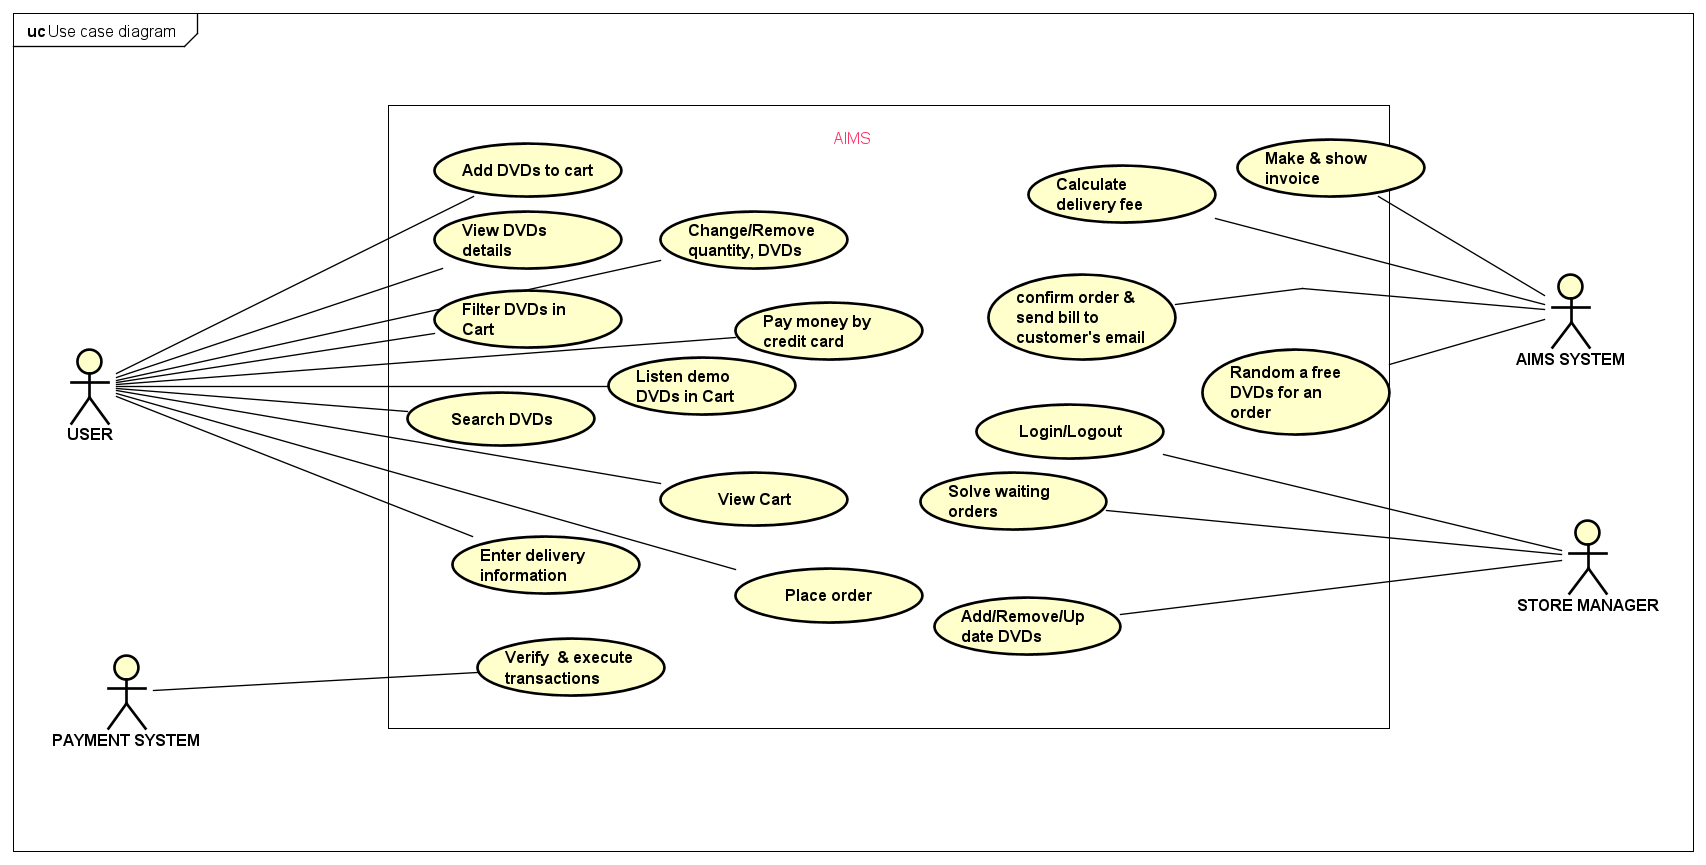 uc Use case diagram
AIMS
Add DVDs to cart
View DVDs
details
Change/Remove
quantity, DVDs
Filter DVDs in
Cart
Pay money by
credit card
Listen demo
DVDs in Cart
Search DVDs
View Cart
Enter delivery
information
Place order
Verify  & execute
transactions
Calculate
delivery fee
Make & show
invoice
confirm order &
send bill to
customer's email
Random a free
DVDs for an
order
Login/Logout
Solve waiting
orders
Add/Remove/Up
date DVDs
USER
PAYMENT SYSTEM
AIMS SYSTEM
STORE MANAGER